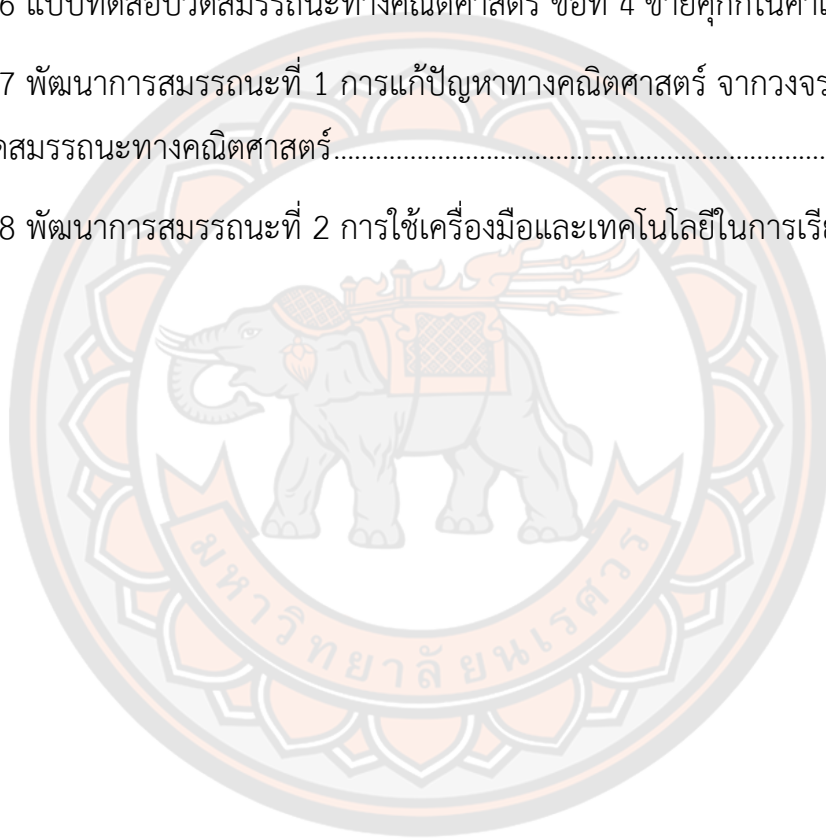 6 แบบทดสอบวัดสมรรถนะทางคณิตศาสตร์ ข้อที่ 4 ขายคุกกี้ในคาเ
7 พัฒนาการสมรรถนะที่ 1 การแก้ปัญหาทางคณิตศาสตร์ จากวงจร
สมรรถนะทางคณิตศาสตร์
8 พัฒนาการสมรรถนะที่ 2 การใช้เครื่องมือและเทคโนโลยีในการเรีย
มหาวิทยาลัยนเรศวร